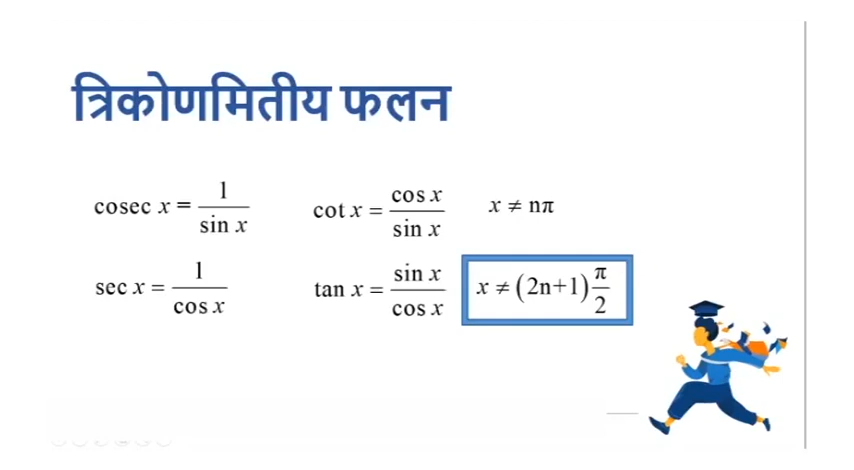 त्रिकोणमितीय फलन
cosec x = 1/sin x    cot x = cos x/sin x    x ≠ nπ
sec x = 1/cos x    tan x = sin x/cos x    x ≠ (2n+1) π/2